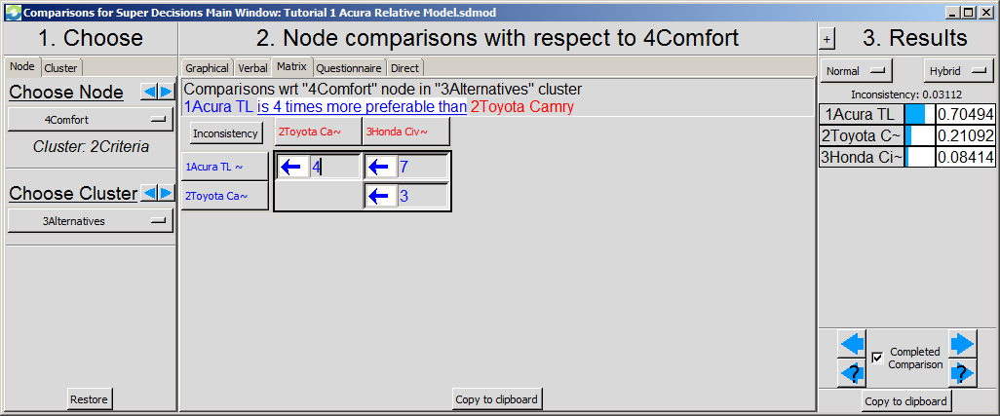 Comparisons for Super Decisions Main Window: Tutorial 1 Acura Relative Model.sdmod
1. Choose
Node Cluster
Choose Node
4Comfort
Cluster: 2Criteria
Choose Cluster
3Alternatives
Restore
2. Node comparisons with respect to 4Comfort
Graphical Verbal Matrix Questionnaire Direct
Comparisons wrt "4Comfort" node in "3Alternatives" cluster
1Acura TL is 4 times more preferable than 2Toyota Camry
Inconsistency 2Toyota Ca~ 3Honda Civ~
1Acura TL ~ 4 7
2Toyota Ca~ 3
Copy to clipboard
+ 3. Results
Normal Hybrid
Inconsistency: 0.03112
1Acura TL 0.70494
2Toyota C~ 0.21092
3Honda Ci~ 0.08414
Completed
Comparison
? ?
Copy to clipboard